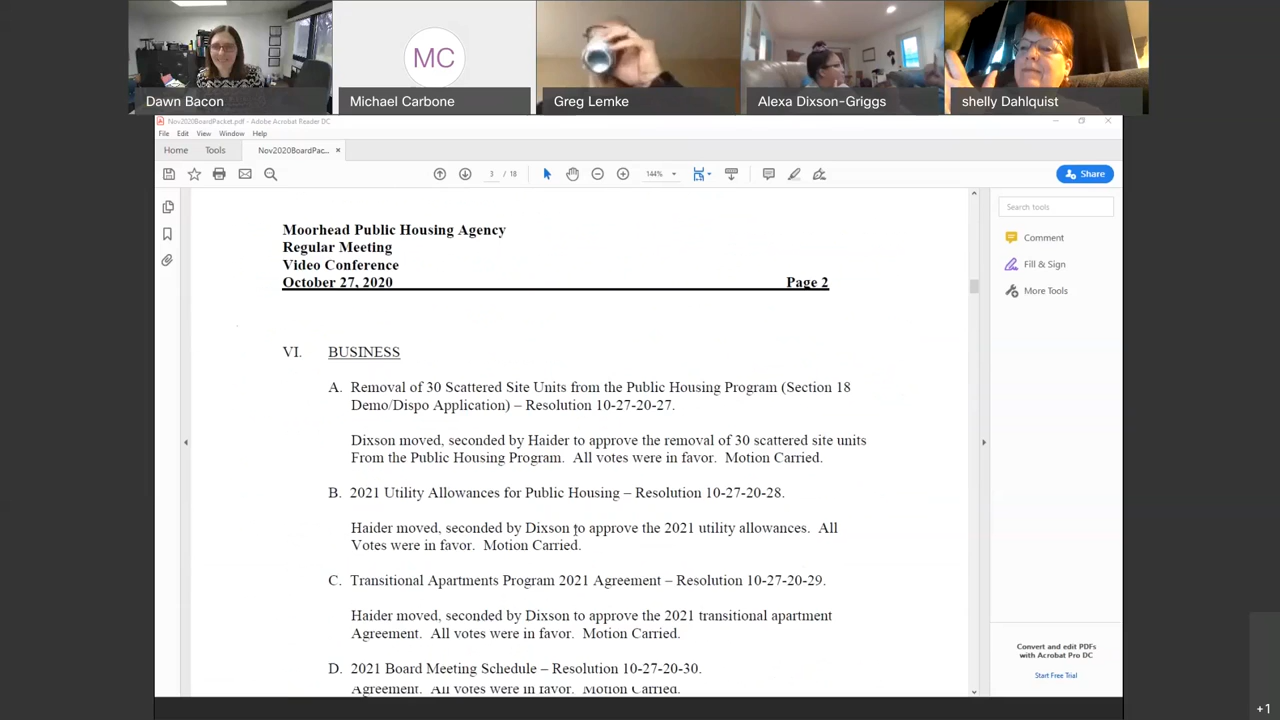 MC
Dawn Bacon
Michael Carbone
Greg Lemke
Alexa Dixson-Griggs
shelly Dahlquist
Nov2020BoardPacket.pdf - Adobe Acrobat Reader DC
File Edit View Window Help
Home Tools Nov2020BoardPac... ×
3 / 18 144% Share
Search tools
Comment
Fill & Sign
More Tools
Convert and edit PDFs
with Acrobat Pro DC
Start Free Trial
Moorhead Public Housing Agency
Regular Meeting
Video Conference
October 27, 2020 Page 2
VI. BUSINESS
A. Removal of 30 Scattered Site Units from the Public Housing Program (Section 18
Demo/Dispo Application) – Resolution 10-27-20-27.
Dixson moved, seconded by Haider to approve the removal of 30 scattered site units
From the Public Housing Program. All votes were in favor. Motion Carried.
B. 2021 Utility Allowances for Public Housing – Resolution 10-27-20-28.
Haider moved, seconded by Dixson to approve the 2021 utility allowances. All
Votes were in favor. Motion Carried.
C. Transitional Apartments Program 2021 Agreement – Resolution 10-27-20-29.
Haider moved, seconded by Dixson to approve the 2021 transitional apartment
Agreement. All votes were in favor. Motion Carried.
D. 2021 Board Meeting Schedule – Resolution 10-27-20-30.
Agreement. All votes were in favor. Motion Carried.
+1